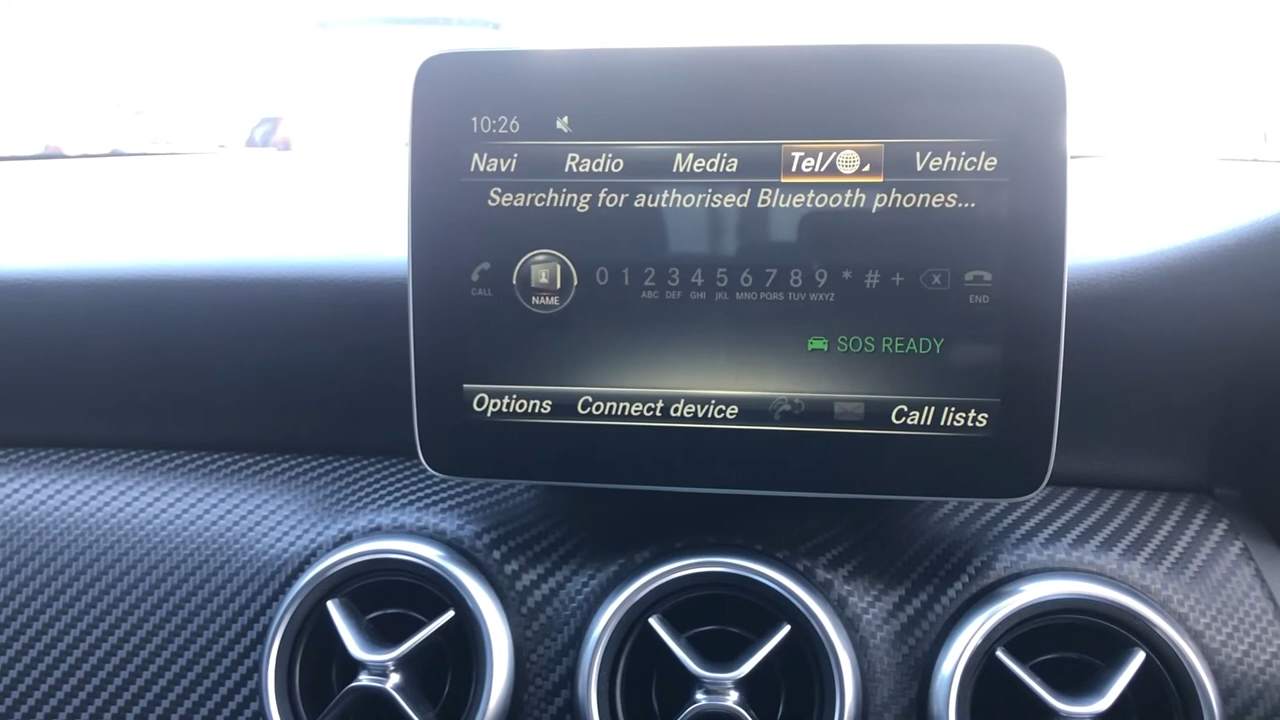 10:26
Navi Radio Media Tel/ Vehicle
Searching for authorised Bluetooth phones...
CALL NAME 0 1 2 3 4 5 6 7 8 9 * # + END
ABC DEF GHI JKL MNO PQRS TUV WXYZ
SOS READY
Options Connect device Call lists